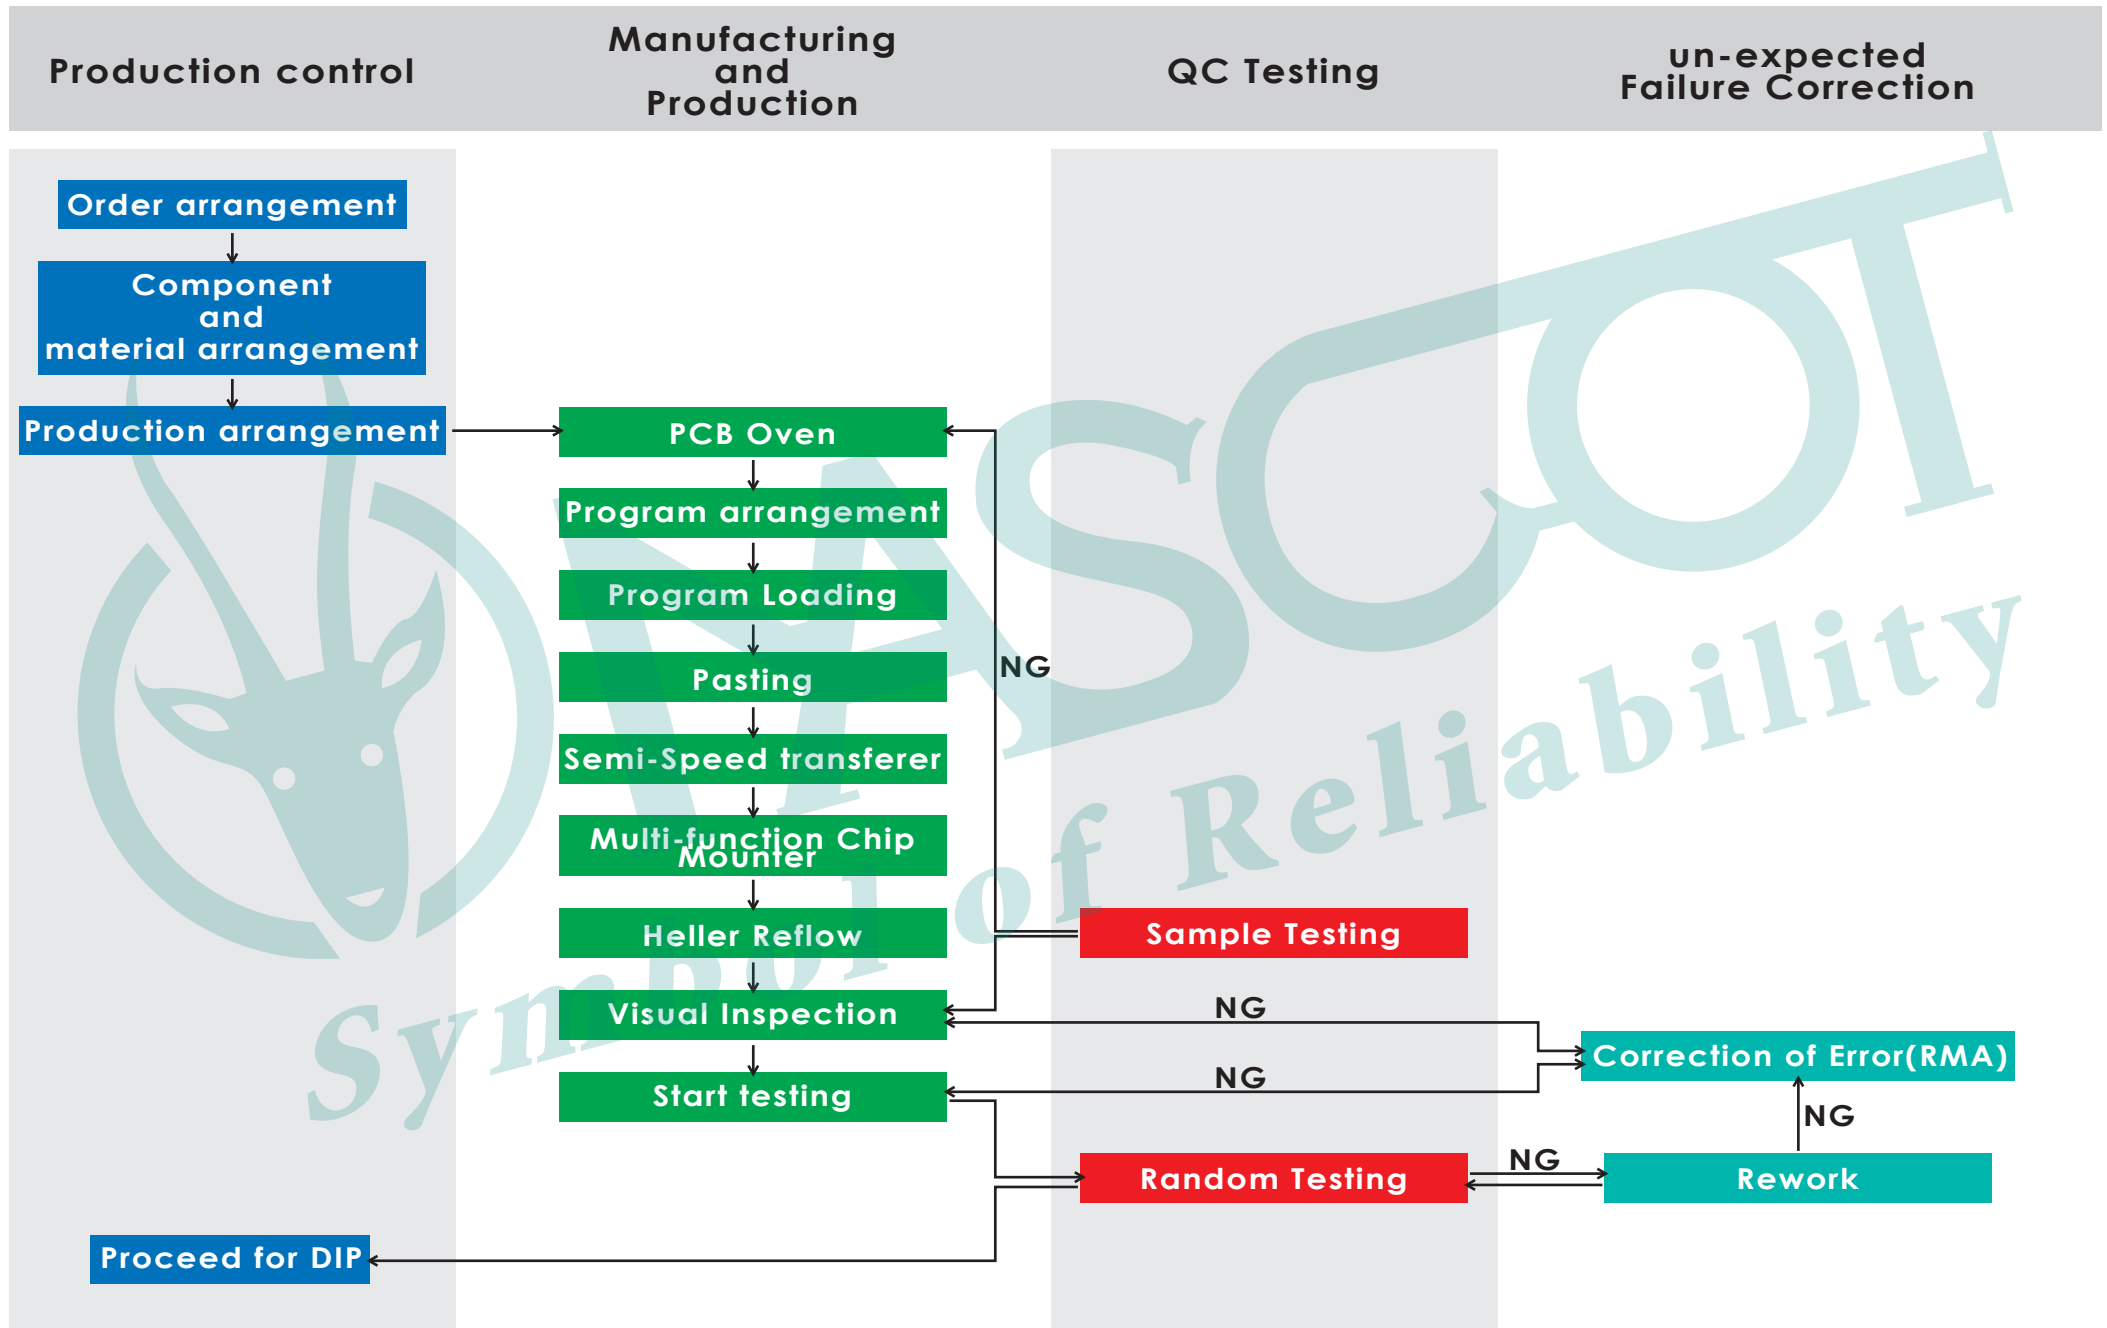 Production control
Manufacturing
and
Production
QC Testing
un-expected
Failure Correction
Order arrangement
Component
and
material arrangement
Production arrangement
PCB Oven
Program arrangement
Program Loading
Pasting
Semi-Speed transferer
Multi-function Chip
Mounter
Heller Reflow
Visual Inspection
Start testing
NG
Sample Testing
NG
NG
Correction of Error(RMA)
NG
Random Testing
NG
Rework
Proceed for DIP
MASCOT
Symbol of Reliability